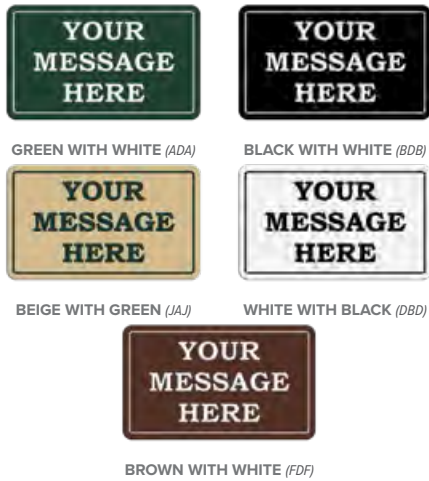 YOUR
MESSAGE
HERE
YOUR
MESSAGE
HERE
GREEN WITH WHITE (ADA)
BLACK WITH WHITE (BDB)
YOUR
MESSAGE
HERE
YOUR
MESSAGE
HERE
BEIGE WITH GREEN (JAJ)
WHITE WITH BLACK (DBD)
YOUR
MESSAGE
HERE
BROWN WITH WHITE (FDF)